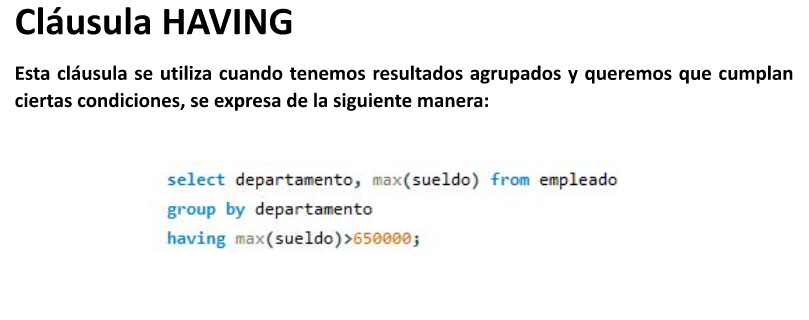 Cláusula HAVING
Esta cláusula se utiliza cuando tenemos resultados agrupados y queremos que cumplan
ciertas condiciones, se expresa de la siguiente manera:
select departamento, max(sueldo) from empleado
group by departamento
having max(sueldo)>650000;